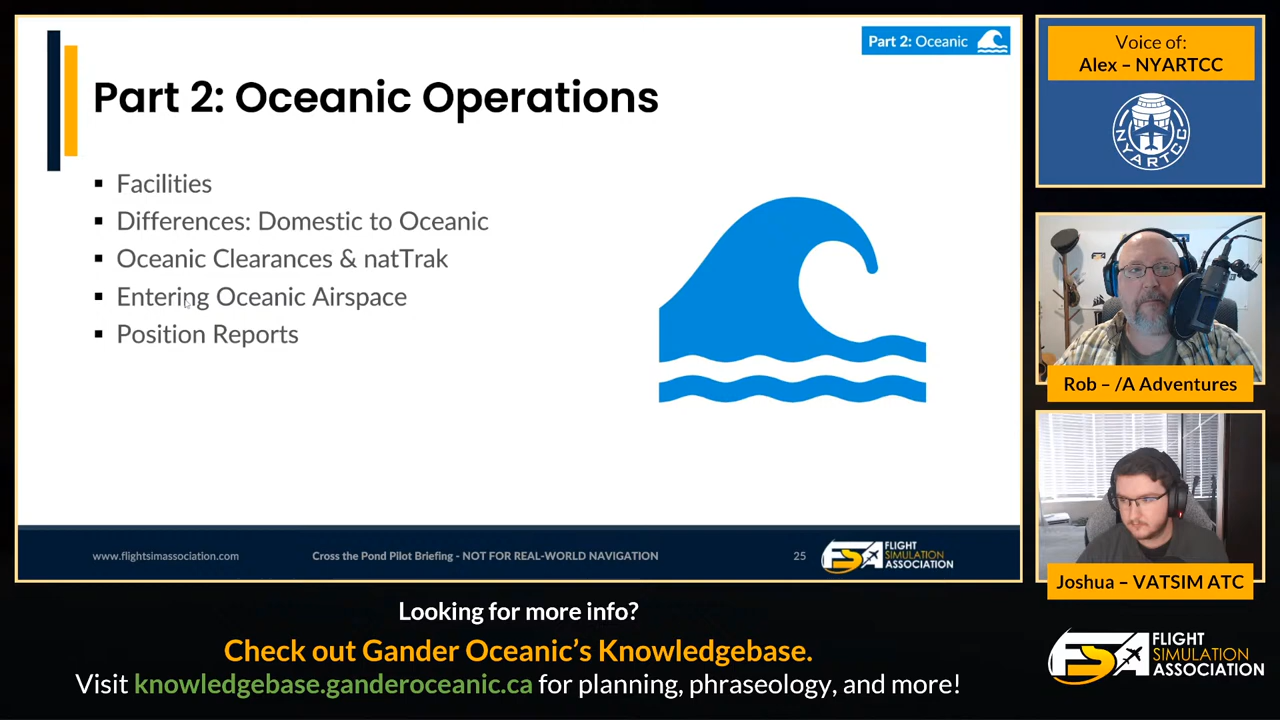 Part 2: Oceanic
Part 2: Oceanic Operations
▪ Facilities
▪ Differences: Domestic to Oceanic
▪ Oceanic Clearances & natTrak
▪ Entering Oceanic Airspace
▪ Position Reports
www.flightsimassociation.com
Cross the Pond Pilot Briefing - NOT FOR REAL-WORLD NAVIGATION
25
FSA
FLIGHT
SIMULATION
ASSOCIATION
Voice of:
Alex – NYARTCC
NYARTCC
Rob – /A Adventures
Joshua – VATSIM ATC
Looking for more info?
Check out Gander Oceanic's Knowledgebase.
Visit knowledgebase.ganderoceanic.ca for planning, phraseology, and more!
FSA
FLIGHT
SIMULATION
ASSOCIATION